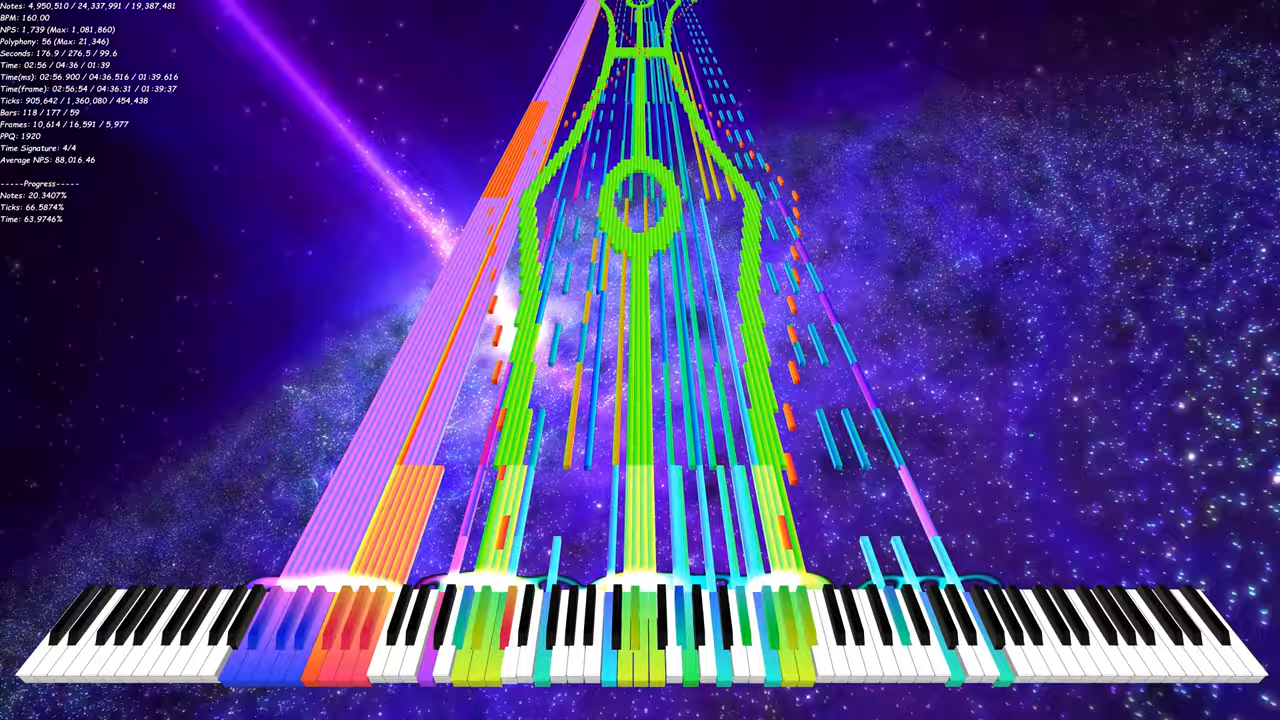 Notes: 4,950,510 / 24,337,991 / 19,387,481
BPM: 160.00
NPS: 1,739 (Max: 1,081,860)
Polyphony: 56 (Max: 21,346)
Seconds: 176.9 / 276.5 / 99.6
Time: 02:56 / 04:36 / 01:39
Time(ms): 02:56.900 / 04:36.516 / 01:39.616
Time(frame): 02:56:54 / 04:36:31 / 01:39:37
Ticks: 905,642 / 1,360,080 / 454,438
Bars: 118 / 177 / 59
Frames: 10,614 / 16,591 / 5,977
PPQ: 1920
Time Signature: 4/4
Average NPS: 88,016.46
-----Progress-----
Notes: 20.3407%
Ticks: 66.5874%
Time: 63.9746%